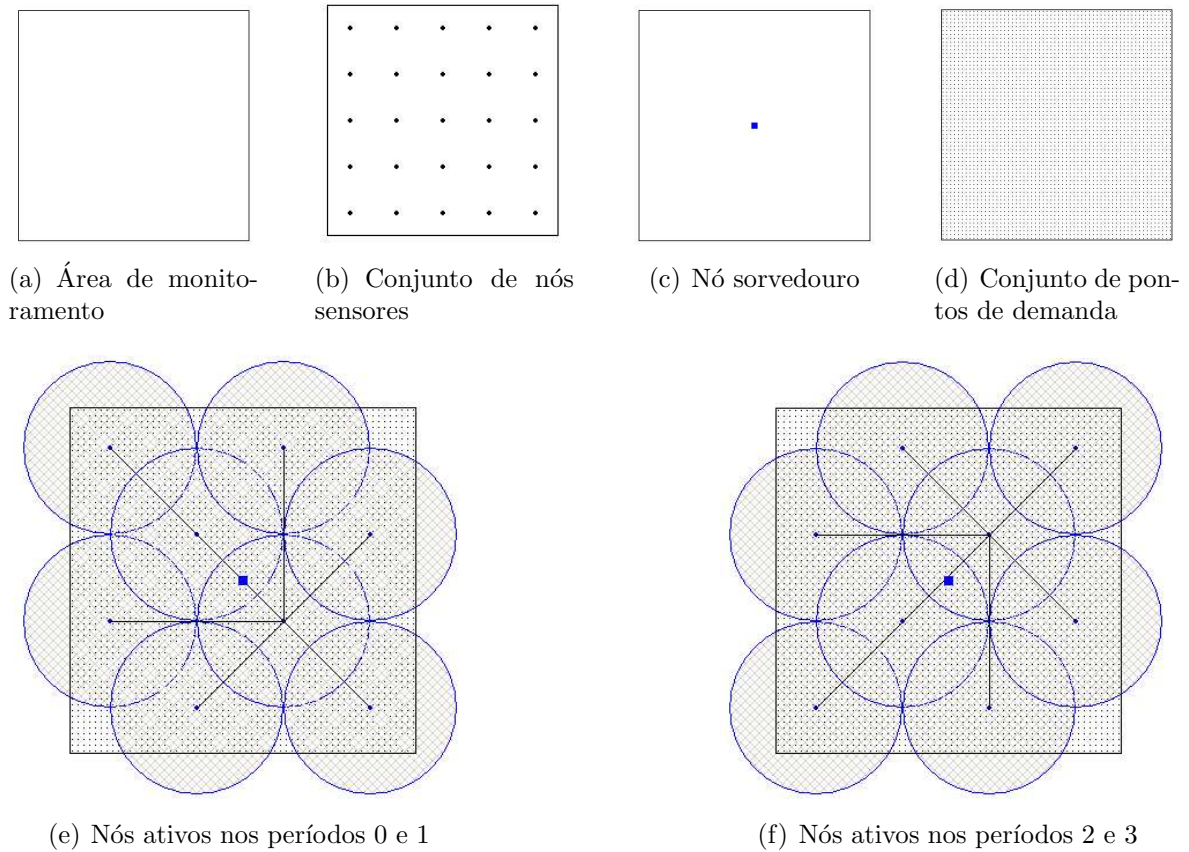 (a) Área de monito-
ramento
(b) Conjunto de nós
sensores
(c) Nó sorvedouro
(d) Conjunto de pon-
tos de demanda
(e) Nós ativos nos períodos 0 e 1
(f) Nós ativos nos períodos 2 e 3